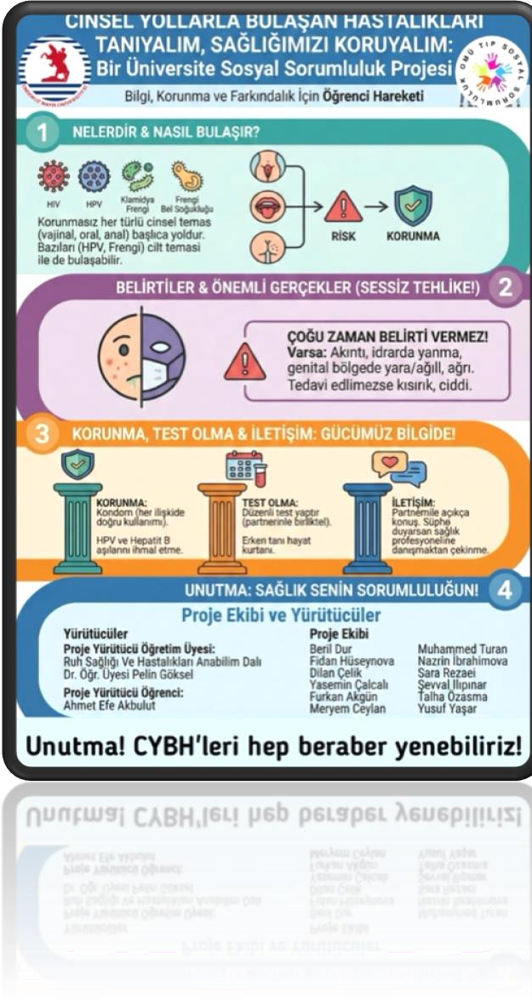 CİNSEL YOLLARLA BULAŞAN HASTALIKLARI
TANIYALIM, SAĞLIĞIMIZI KORUYALIM:
Bir Üniversite Sosyal Sorumluluk Projesi
OMÜ TIP SOSYAL SORUMLULUK
Bilgi, Korunma ve Farkındalık İçin Öğrenci Hareketi
1 NELERDİR & NASIL BULAŞIR?
HIV
HPV
Klamidya
Frengi
Frengi
Bel Soğukluğu
Korunmasız her türlü cinsel temas
(vajinal, oral, anal) başlıca yoldur.
Bazıları (HPV, Frengi) cilt teması
ile de bulaşabilir.
RİSK
KORUNMA
BELİRTİLER & ÖNEMLİ GERÇEKLER (SESSİZ TEHLİKE!) 2
ÇOĞU ZAMAN BELİRTİ VERMEZ!
Varsa: Akıntı, idrarda yanma,
genital bölgede yara/ağıll, ağrı.
Tedavi edlimezse kısırık, ciddi.
3 KORUNMA, TEST OLMA & İLETİŞİM: GÜCÜMÜZ BİLGİDE!
KORUNMA:
Kondom (her ilişkide
doğru kullanımı).
HPV ve Hepatit B
aşılarını ihmal etme.
TEST OLMA:
Düzenli test yaptır
(partnerinle birliktel).
Erken tanı hayat
kurtanı.
İLETİŞİM:
Partnemile açıkça
konuş. Süphe
duyarsan sağlık
profesyoneline
danışmaktan çekinme.
UNUTMA: SAĞLIK SENİN SORUMLULUĞUN! 4
Proje Ekibi ve Yürütücüler
Yürütücüler
Proje Yürütücü Öğretim Üyesi:
Ruh Sağlığı Ve Hastalıkları Anabilim Dalı
Dr. Öğr. Üyesi Pelin Göksel
Proje Yürütücü Öğrenci:
Ahmet Efe Akbulut
Proje Ekibi
Beril Dur
Fidan Hüseynova
Dilan Çelik
Yasemin Çalcalı
Furkan Akgün
Meryem Ceylan
Muhammed Turan
Nazrin İbrahimova
Sara Rezaei
Şevval Ilıpınar
Talha Özasma
Yusuf Yaşar
Unutma! CYBH'leri hep beraber yenebiliriz!